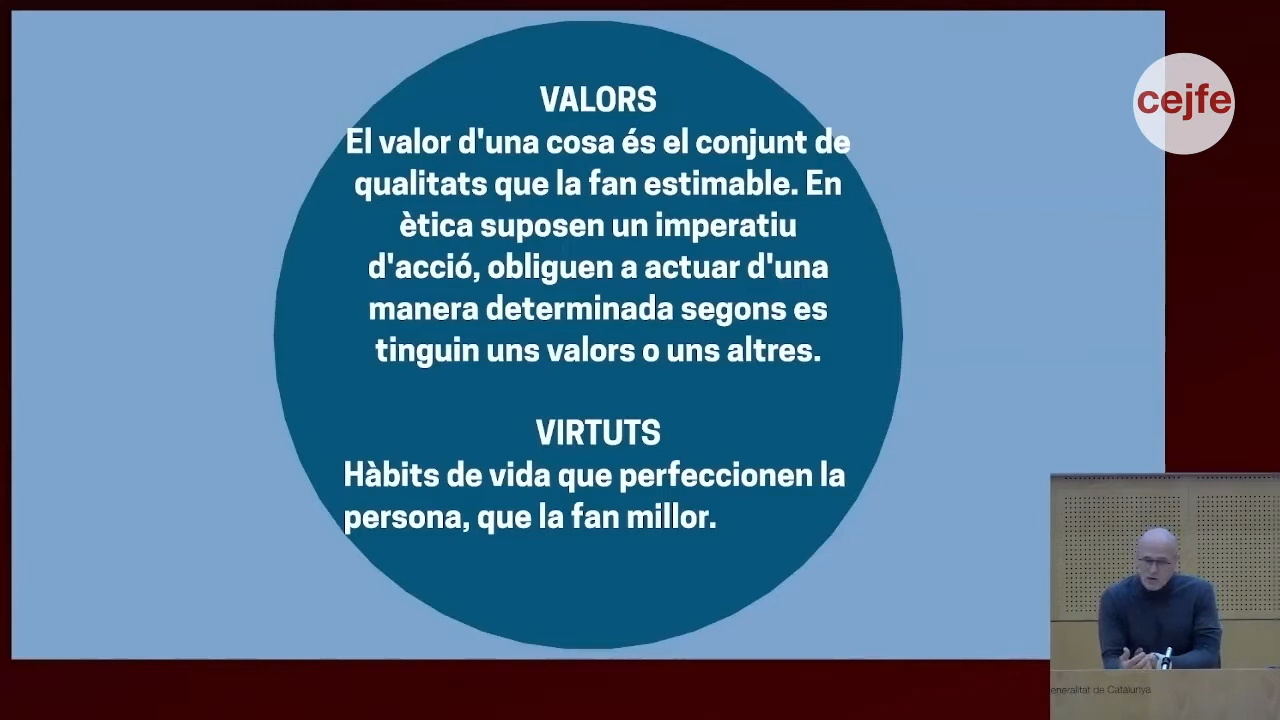 cejfe
VALORS
El valor d'una cosa és el conjunt de
qualitats que la fan estimable. En
ètica suposen un imperatiu
d'acció, obliguen a actuar d'una
manera determinada segons es
tinguin uns valors o uns altres.
VIRTUTS
Hàbits de vida que perfeccionen la
persona, que la fan millor.
eneralitat de Catalunya